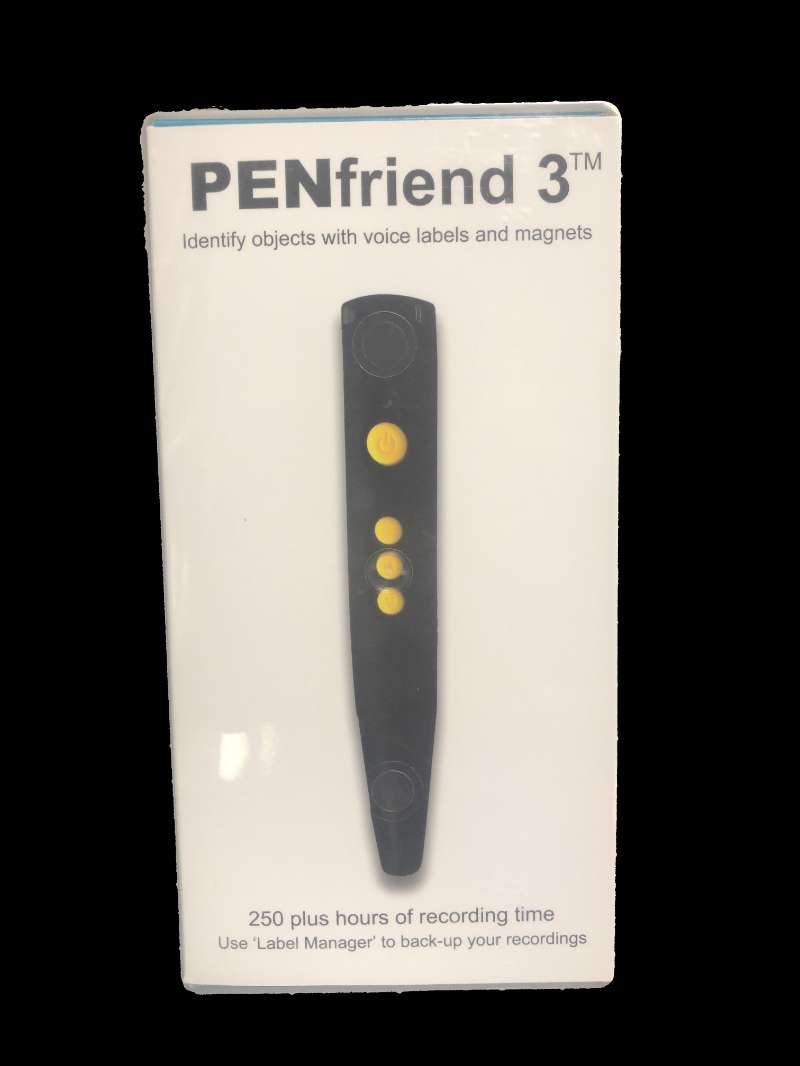 PENfriend 3™
Identify objects with voice labels and magnets
250 plus hours of recording time
Use ‘Label Manager’ to back-up your recordings